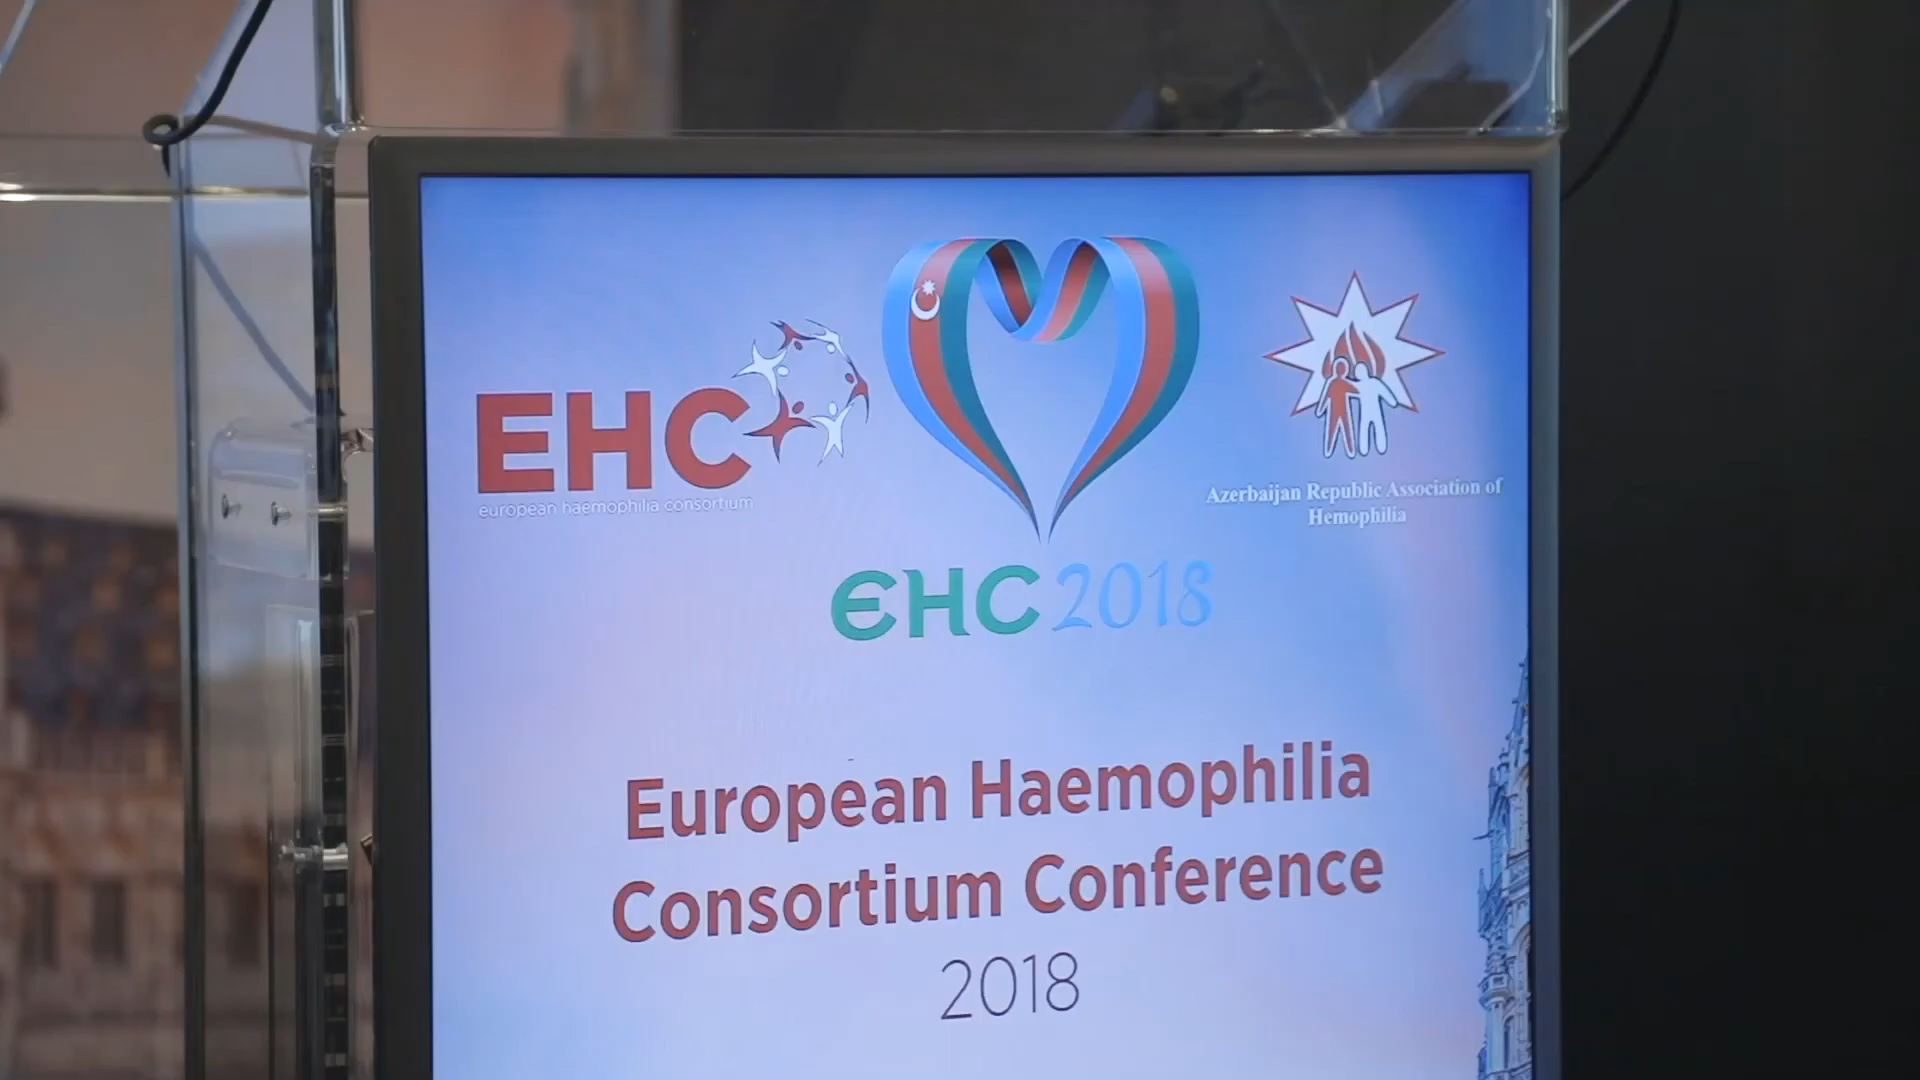 EHC
european haemophilia consortium
Azerbaijan Republic Association of
Hemophilia
EHC 2018
European Haemophilia
Consortium Conference
2018